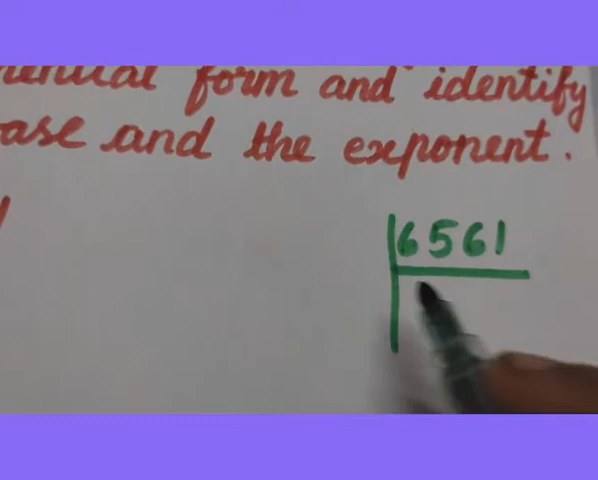 form and identify
and the exponent.
6561